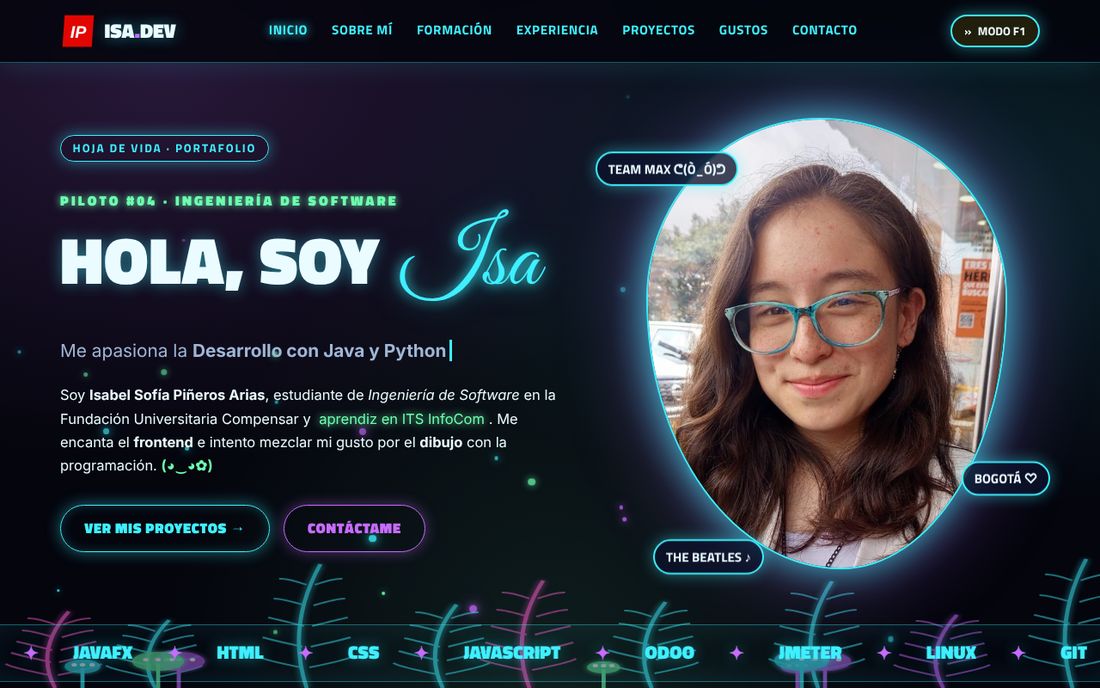 IP ISA.DEV
INICIO SOBRE MÍ FORMACIÓN EXPERIENCIA PROYECTOS GUSTOS CONTACTO
» MODO F1
HOJA DE VIDA · PORTAFOLIO
PILOTO #04 · INGENIERÍA DE SOFTWARE
HOLA, SOY Isa
Me apasiona la Desarrollo con Java y Python
Soy Isabel Sofía Piñeros Arias, estudiante de Ingeniería de Software en la
Fundación Universitaria Compensar y aprendiz en ITS InfoCom . Me
encanta el frontend e intento mezclar mi gusto por el dibujo con la
programación. (◕‿◕✿)
VER MIS PROYECTOS →
CONTÁCTAME
TEAM MAX ᕦ(Ò_Ó)ᕤ
BOGOTÁ ♡
THE BEATLES ♪
✦ JAVAFX ✦ HTML ✦ CSS ✦ JAVASCRIPT ✦ ODOO ✦ JMETER ✦ LINUX ✦ GIT